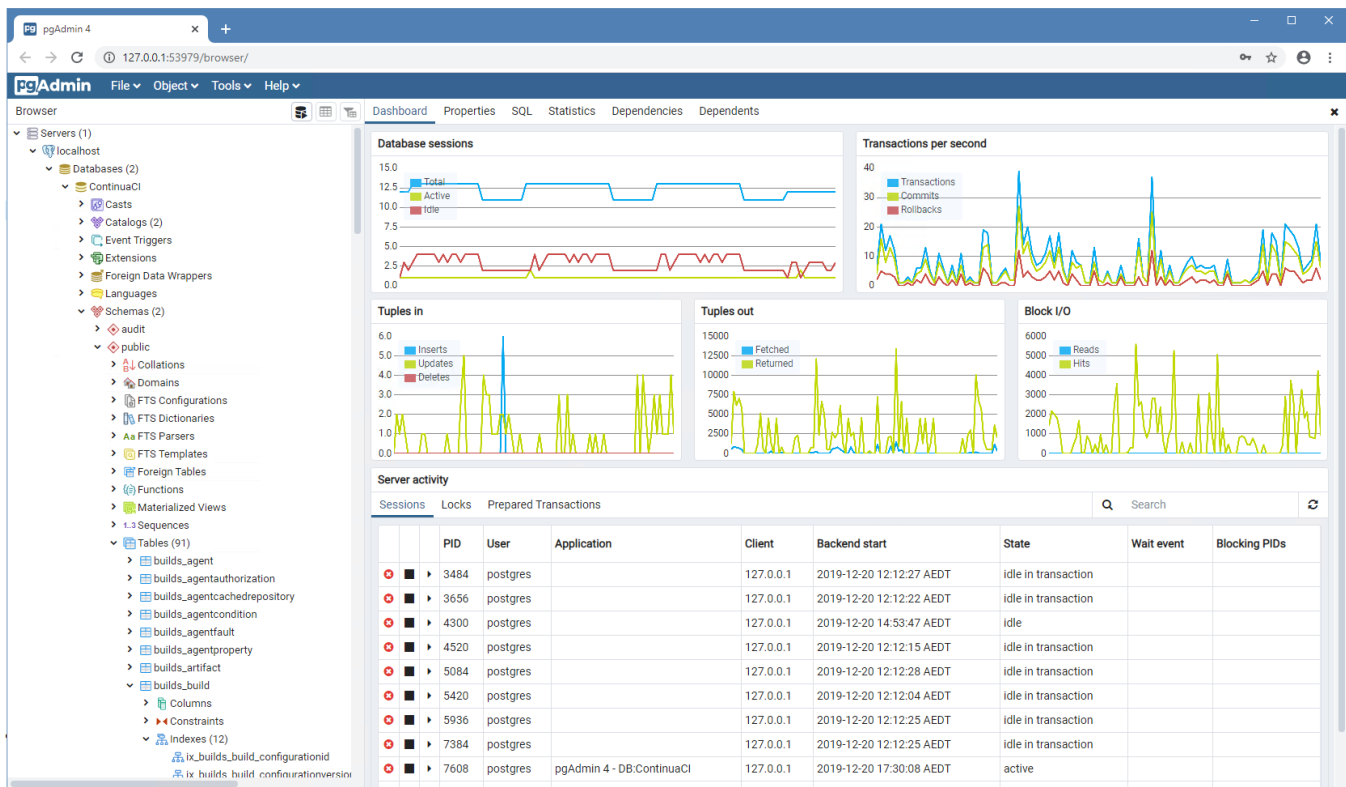 pgAdmin 4
127.0.0.1:53979/browser/
pgAdmin File Object Tools Help
Browser
Servers (1)
localhost
Databases (2)
ContinuaCI
Casts
Catalogs (2)
Event Triggers
Extensions
Foreign Data Wrappers
Languages
Schemas (2)
audit
public
Collations
Domains
FTS Configurations
FTS Dictionaries
Aa FTS Parsers
FTS Templates
Foreign Tables
Functions
Materialized Views
1..3 Sequences
Tables (91)
builds_agent
builds_agentauthorization
builds_agentcachedrepository
builds_agentcondition
builds_agentfault
builds_agentproperty
builds_artifact
builds_build
Columns
Constraints
Indexes (12)
ix_builds_build_configurationid
ix_builds_build_configurationversion
Dashboard Properties SQL Statistics Dependencies Dependents
Database sessions
15.0
12.5
10.0
7.5
5.0
2.5
0.0
Total
Active
Idle
Transactions per second
40
30
20
10
0
Transactions
Commits
Rollbacks
Tuples in
6.0
5.0
4.0
3.0
2.0
1.0
0.0
Inserts
Updates
Deletes
Tuples out
15000
12500
10000
7500
5000
2500
0
Fetched
Returned
Block I/O
6000
5000
4000
3000
2000
1000
0
Reads
Hits
Server activity
Sessions Locks Prepared Transactions Search
PID User Application Client Backend start State Wait event Blocking PIDs
3484 postgres 127.0.0.1 2019-12-20 12:12:27 AEDT idle in transaction
3656 postgres 127.0.0.1 2019-12-20 12:12:22 AEDT idle in transaction
4300 postgres 127.0.0.1 2019-12-20 14:53:47 AEDT idle
4520 postgres 127.0.0.1 2019-12-20 12:12:15 AEDT idle in transaction
5084 postgres 127.0.0.1 2019-12-20 12:12:28 AEDT idle in transaction
5420 postgres 127.0.0.1 2019-12-20 12:12:04 AEDT idle in transaction
5936 postgres 127.0.0.1 2019-12-20 12:12:25 AEDT idle in transaction
7384 postgres 127.0.0.1 2019-12-20 12:12:25 AEDT idle in transaction
7608 postgres pgAdmin 4 - DB:ContinuaCI 127.0.0.1 2019-12-20 17:30:08 AEDT active